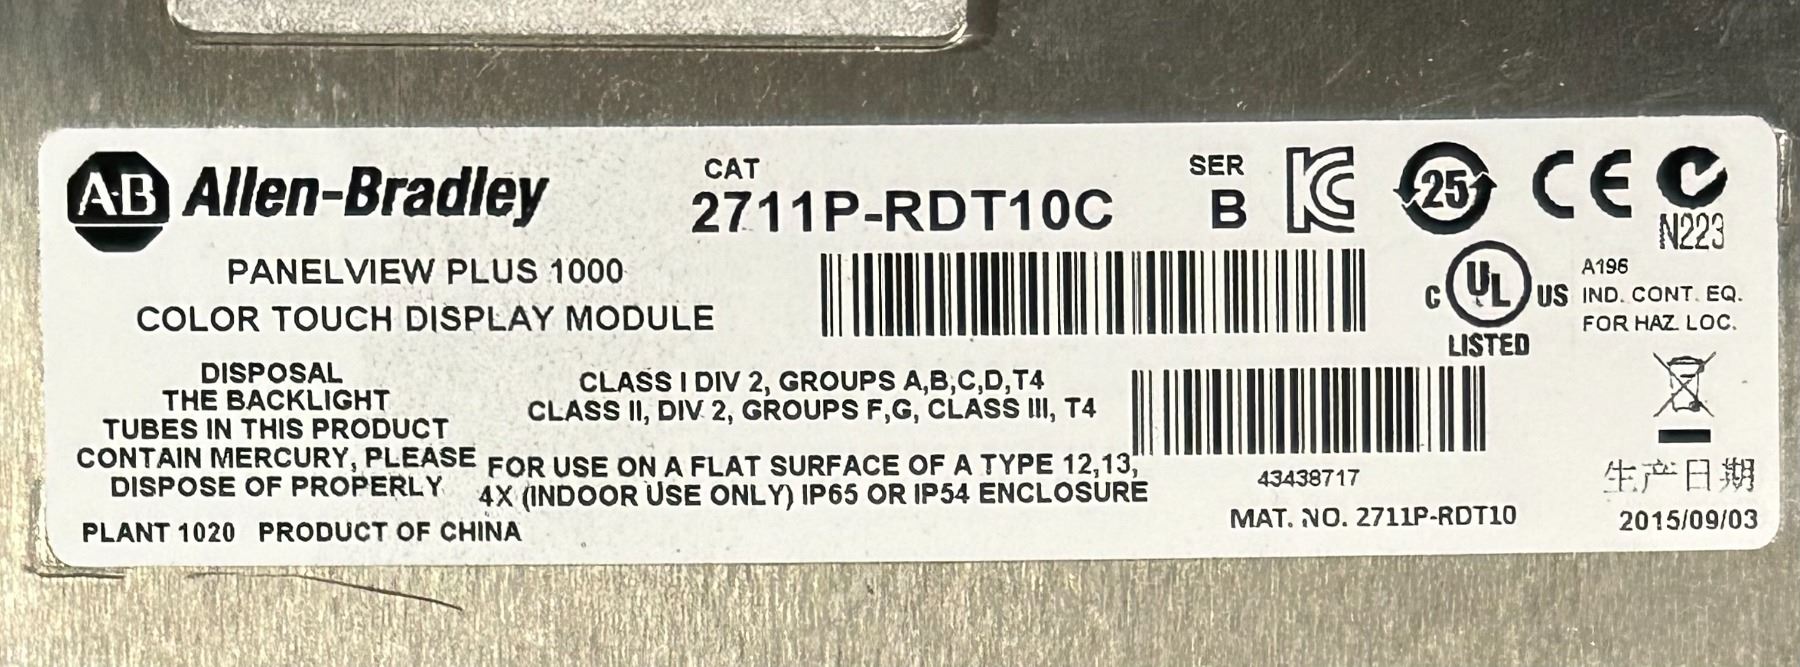 A·B Allen-Bradley
CAT
2711P-RDT10C
SER
B
25
CE
N223
PANELVIEW PLUS 1000
COLOR TOUCH DISPLAY MODULE
C UL US
LISTED
A196
IND. CONT. EQ.
FOR HAZ. LOC.
DISPOSAL
THE BACKLIGHT
TUBES IN THIS PRODUCT
CONTAIN MERCURY, PLEASE
DISPOSE OF PROPERLY
CLASS I DIV 2, GROUPS A,B,C,D,T4
CLASS II, DIV. 2, GROUPS F,G, CLASS III, T4
FOR USE ON A FLAT SURFACE OF A TYPE 12,13,
4X (INDOOR USE ONLY) IP65 OR IP54 ENCLOSURE
43438717
MAT. NO. 2711P-RDT10
生产日期
2015/09/03
PLANT 1020 PRODUCT OF CHINA